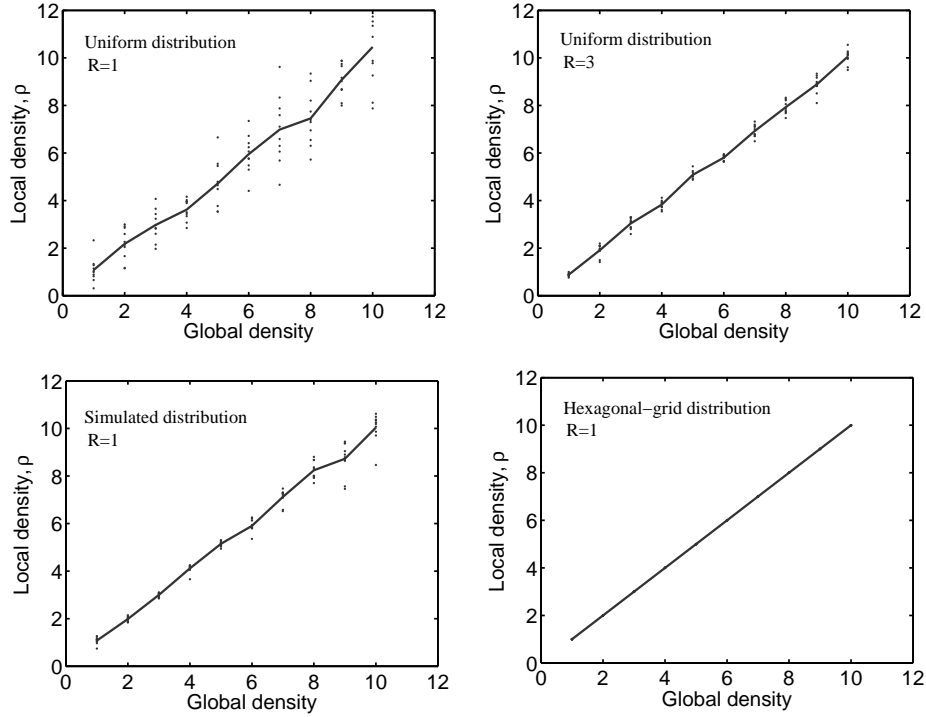 12
10
8
6
4
2
0
Local density, ρ
Uniform distribution
R=1
0 2 4 6 8 10 12
Global density
12
10
8
6
4
2
0
Local density, ρ
Uniform distribution
R=3
0 2 4 6 8 10 12
Global density
12
10
8
6
4
2
0
Local density, ρ
Simulated distribution
R=1
0 2 4 6 8 10 12
Global density
12
10
8
6
4
2
0
Local density, ρ
Hexagonal−grid distribution
R=1
0 2 4 6 8 10 12
Global density